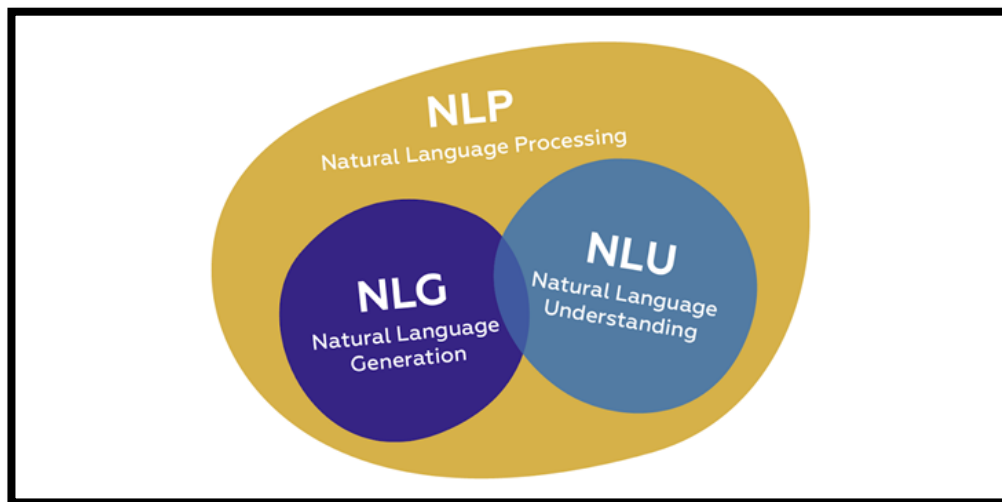 NLP
Natural Language Processing
NLG
Natural Language
Generation
NLU
Natural Language
Understanding